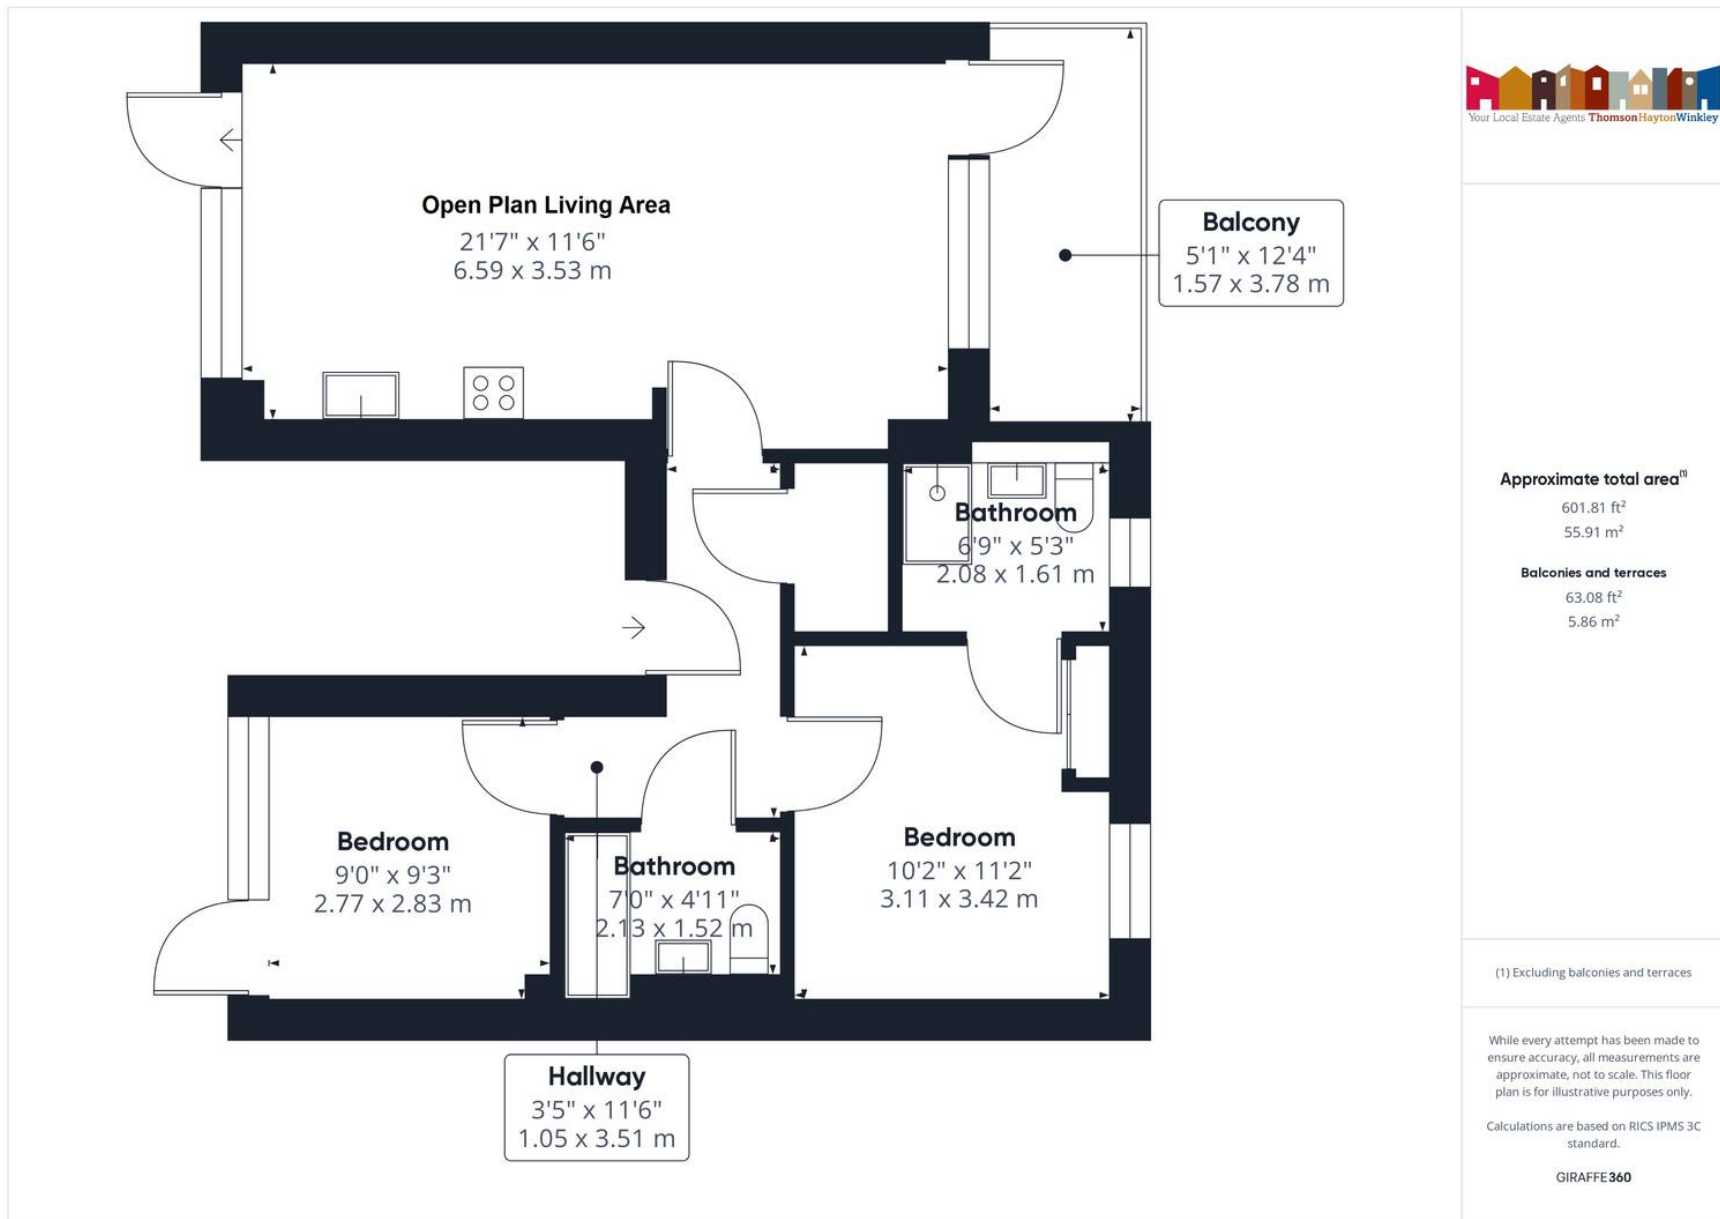 Open Plan Living Area
21'7" x 11'6"
6.59 x 3.53 m
Balcony
5'1" x 12'4"
1.57 x 3.78 m
Bathroom
6'9" x 5'3"
2.08 x 1.61 m
Bedroom
9'0" x 9'3"
2.77 x 2.83 m
Bathroom
7'0" x 4'11"
2.13 x 1.52 m
Bedroom
10'2" x 11'2"
3.11 x 3.42 m
Hallway
3'5" x 11'6"
1.05 x 3.51 m
Your Local Estate Agents ThomsonHaytonWinkley
Approximate total area(1)
601.81 ft²
55.91 m²
Balconies and terraces
63.08 ft²
5.86 m²
(1) Excluding balconies and terraces
While every attempt has been made to
ensure accuracy, all measurements are
approximate, not to scale. This floor
plan is for illustrative purposes only.
Calculations are based on RICS IPMS 3C
standard.
GIRAFFE360